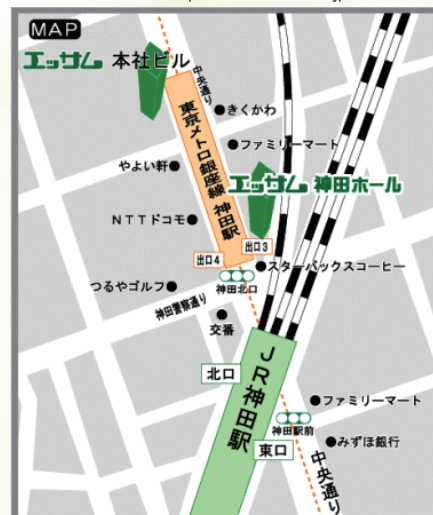 MAP
エッサム 本社ビル
中央通り
きくかわ
ファミリーマート
東京メトロ銀座線 神田駅
やよい軒
エッサム 神田ホール
NTTドコモ
出口3
出口4
スターバックスコーヒー
神田北口
つるやゴルフ
神田警察通り
交番
JR神田駅
北口
ファミリーマート
神田駅前
みずほ銀行
東口
中央通り